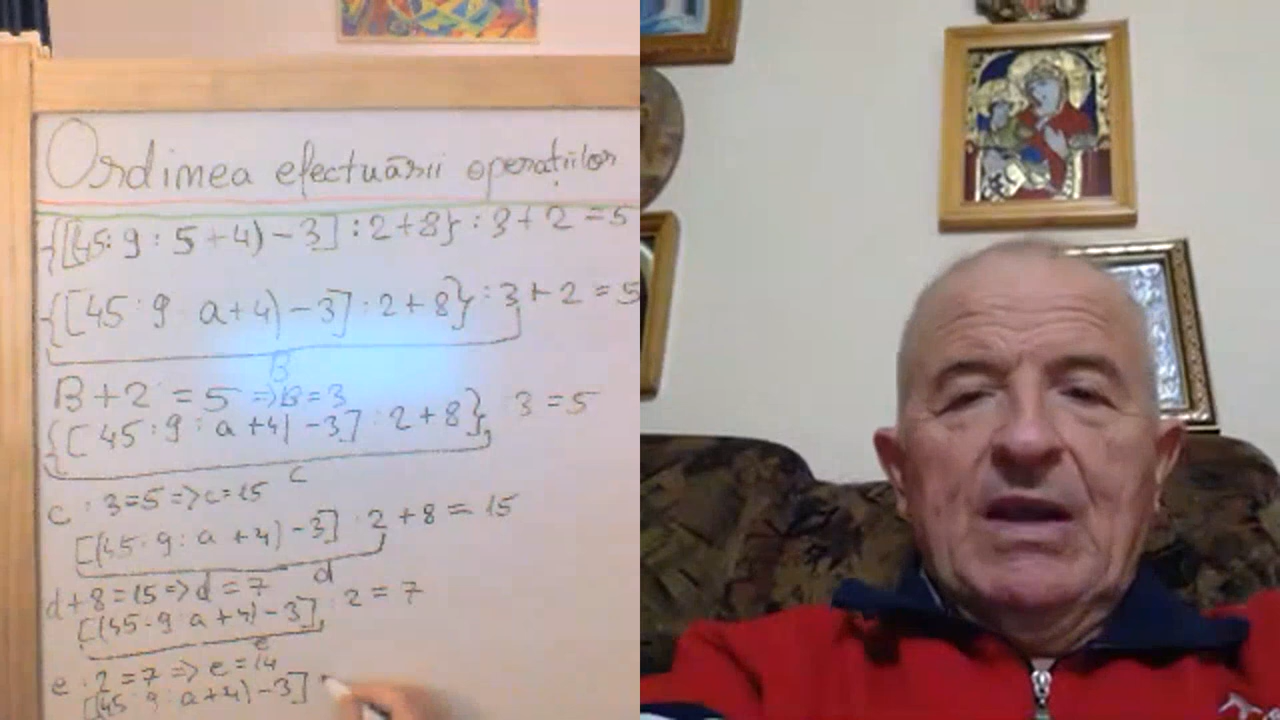 Ordinea efectuării operațiilor
{[45:9:5+4)-3]:2+8}:3+2=5
{[45:9:a+4)-3]:2+8}:3+2=5
B
B+2=5=>B=3
{[45:9:a+4)-3]:2+8} 3=5
c
c:3=5=>c=15
[(45:9:a+4)-3]:2+8=15
d
d+8=15=>d=7
[(45:9:a+4)-3]:2=7
e
e:2=7=>e=14
[(45:9:a+4)-3]